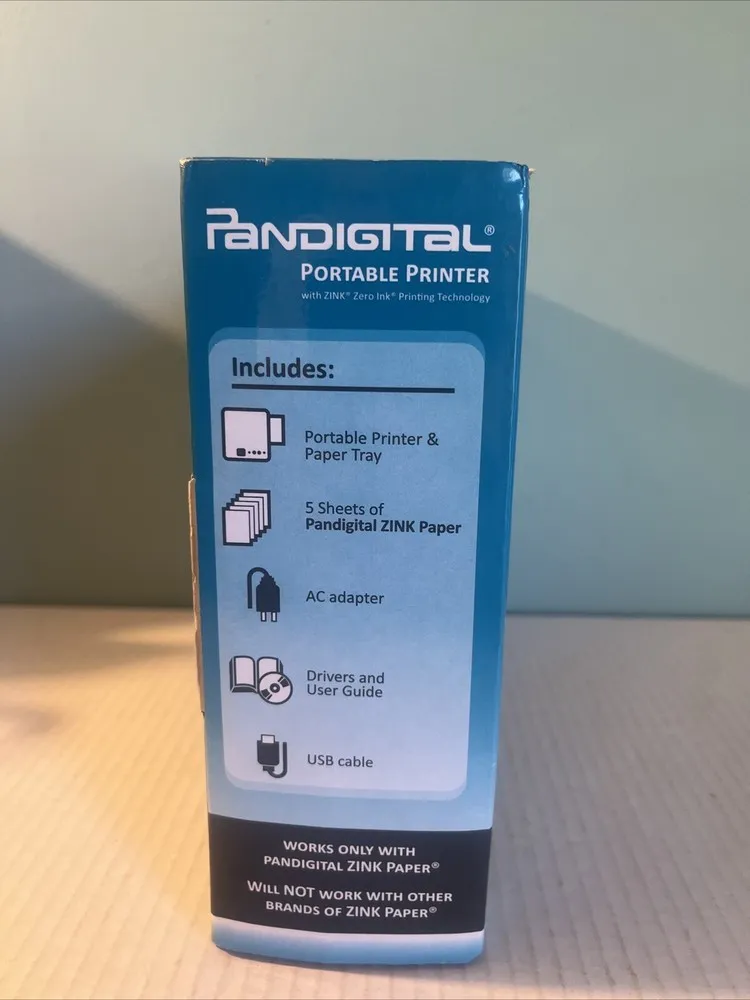 PANDIGITAL®
PORTABLE PRINTER
with ZINK® Zero Ink® Printing Technology
Includes:
Portable Printer &
Paper Tray
5 Sheets of
Pandigital ZINK Paper
AC adapter
Drivers and
User Guide
USB cable
WORKS ONLY WITH
PANDIGITAL ZINK PAPER®
WILL NOT WORK WITH OTHER
BRANDS OF ZINK PAPER®